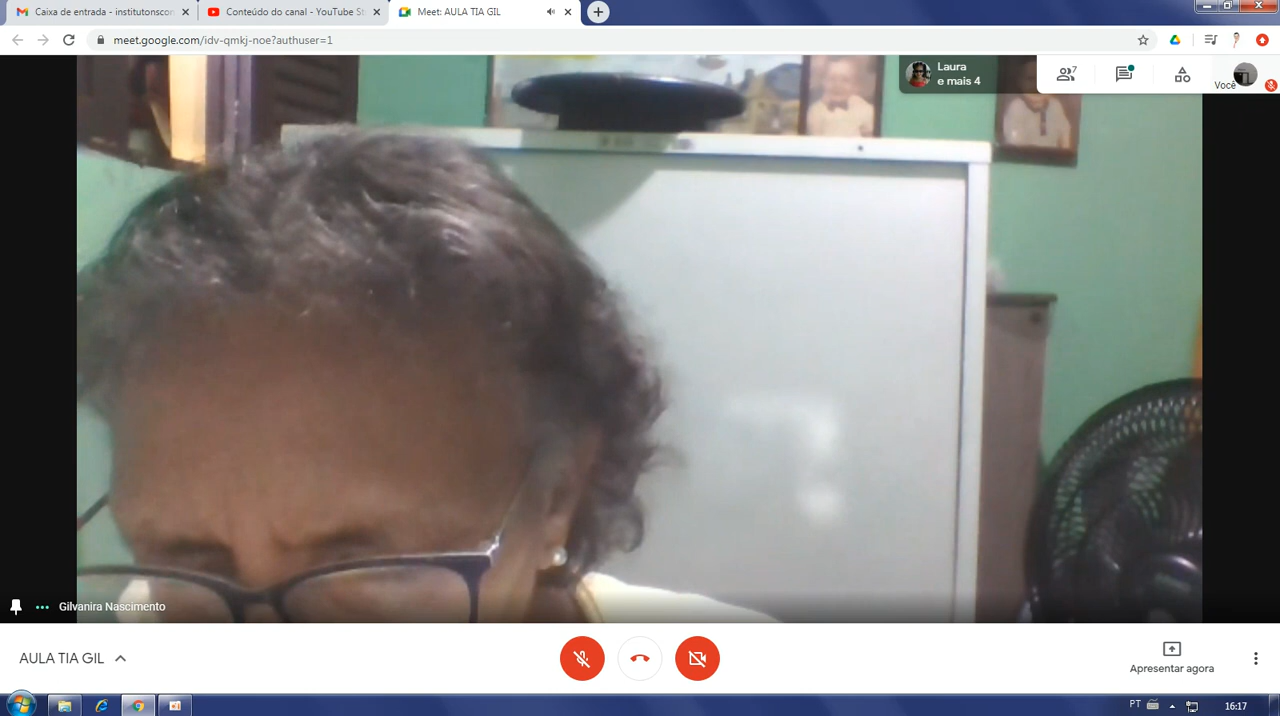 Caixa de entrada - institutonscon
Conteúdo do canal - YouTube St
Meet: AULA TIA GIL
meet.google.com/idv-qmkj-noe?authuser=1
Laura
e mais 4
7
Você
Gilvanira Nascimento
AULA TIA GIL
Apresentar agora
PT
16:17